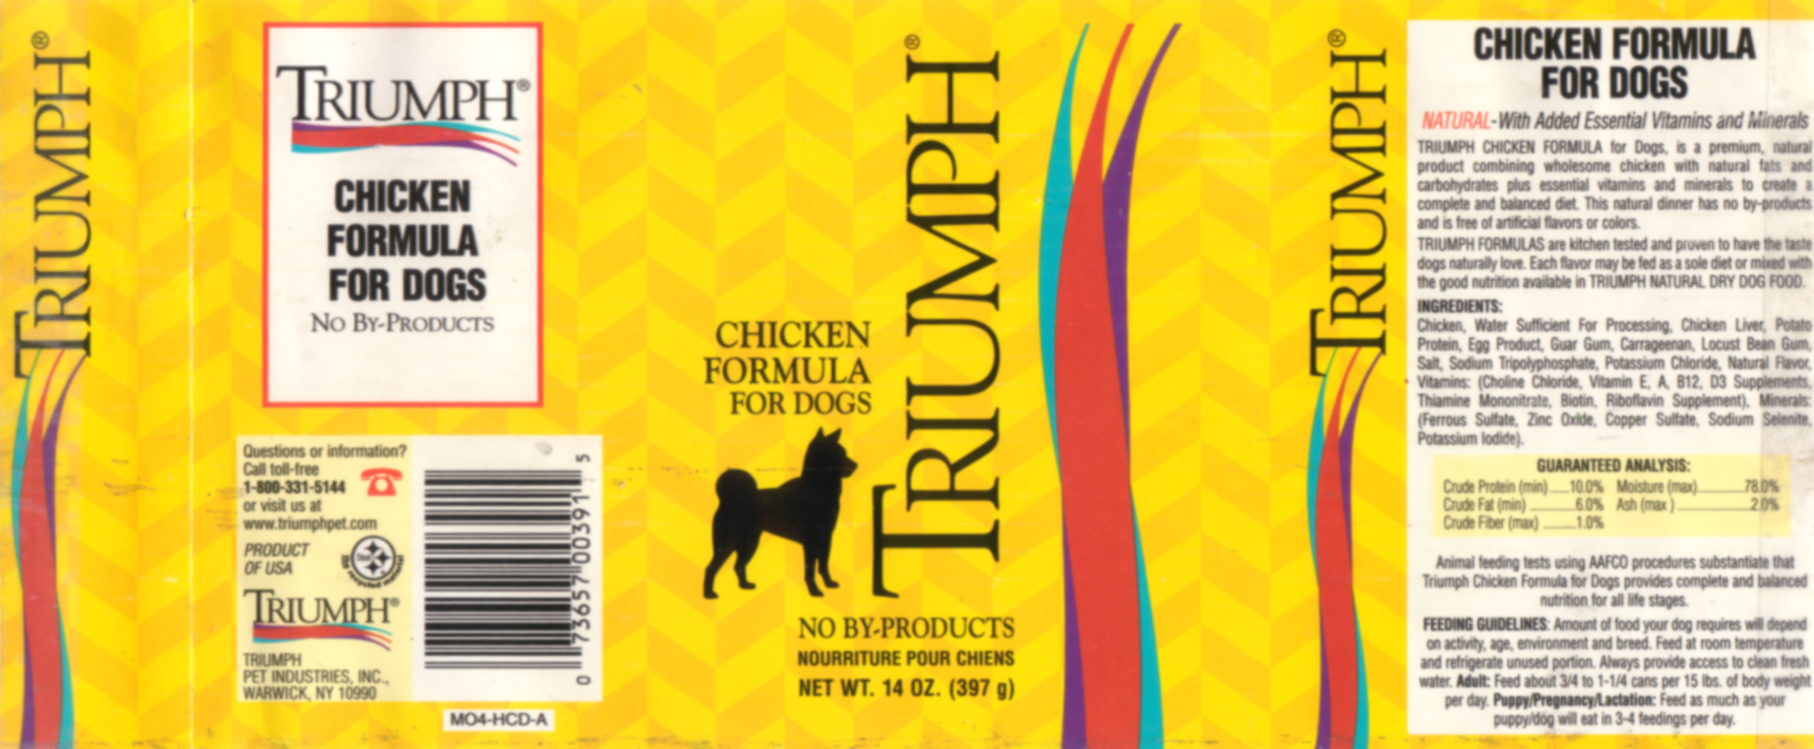 TRIUMPH®
TRIUMPH®
CHICKEN
FORMULA
FOR DOGS
NO BY-PRODUCTS
Questions or information?
Call toll-free
1-800-331-5144
or visit us at
www.triumphpet.com
PRODUCT
OF USA
TRIUMPH®
TRIUMPH
PET INDUSTRIES, INC.,
WARWICK, NY 10990
0 73657 00391 5
MO4-HCD-A
CHICKEN
FORMULA
FOR DOGS
TRIUMPH®
NO BY-PRODUCTS
NOURRITURE POUR CHIENS
NET WT. 14 OZ. (397 g)
TRIUMPH®
CHICKEN FORMULA
FOR DOGS
NATURAL-With Added Essential Vitamins and Minerals
TRIUMPH CHICKEN FORMULA for Dogs, is a premium, natural
product combining wholesome chicken with natural fats and
carbohydrates plus essential vitamins and minerals to create a
complete and balanced diet. This natural dinner has no by-products
and is free of artificial flavors or colors.
TRIUMPH FORMULAS are kitchen tested and proven to have the taste
dogs naturally love. Each flavor may be fed as a sole diet or mixed with
the good nutrition available in TRIUMPH NATURAL DRY DOG FOOD.
INGREDIENTS:
Chicken, Water Sufficient For Processing, Chicken Liver, Potato
Protein, Egg Product, Guar Gum, Carrageenan, Locust Bean Gum,
Salt, Sodium Tripolyphosphate, Potassium Chloride, Natural Flavor,
Vitamins: (Choline Chloride, Vitamin E, A, B12, D3 Supplements,
Thiamine Mononitrate, Biotin, Riboflavin Supplement), Minerals:
(Ferrous Sulfate, Zinc Oxide, Copper Sulfate, Sodium Selenite,
Potassium Iodide).
GUARANTEED ANALYSIS:
Crude Protein (min) .....10.0% Moisture (max)..............78.0%
Crude Fat (min) .............6.0% Ash (max ) ......................2.0%
Crude Fiber (max) .........1.0%
Animal feeding tests using AAFCO procedures substantiate that
Triumph Chicken Formula for Dogs provides complete and balanced
nutrition for all life stages.
FEEDING GUIDELINES: Amount of food your dog requires will depend
on activity, age, environment and breed. Feed at room temperature
and refrigerate unused portion. Always provide access to clean fresh
water. Adult: Feed about 3/4 to 1-1/4 cans per 15 lbs. of body weight
per day. Puppy/Pregnancy/Lactation: Feed as much as your
puppy/dog will eat in 3-4 feedings per day.